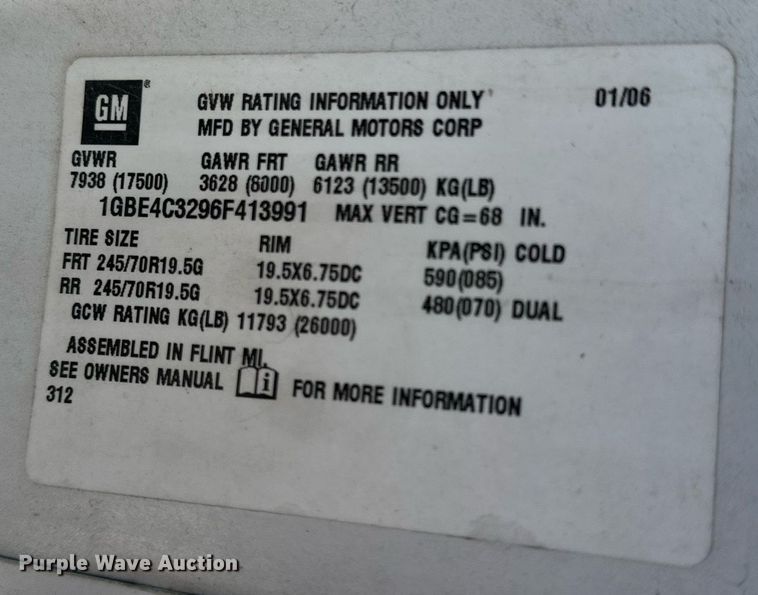 GM ® GVW RATING INFORMATION ONLY 01/06
MFD BY GENERAL MOTORS CORP
GVWR GAWR FRT GAWR RR
7938 (17500) 3628 (8000) 6123 (13500) KG(LB)
1GBE4C3296F413991 MAX VERT CG=68 IN.
TIRE SIZE RIM KPA(PSI) COLD
FRT 245/70R19.5G 19.5X6.75DC 590(085)
RR 245/70R19.5G 19.5X6.75DC 480(070) DUAL
GCW RATING KG(LB) 11793 (26000)
ASSEMBLED IN FLINT MI.
SEE OWNERS MANUAL i FOR MORE INFORMATION
312
Purple Wave Auction